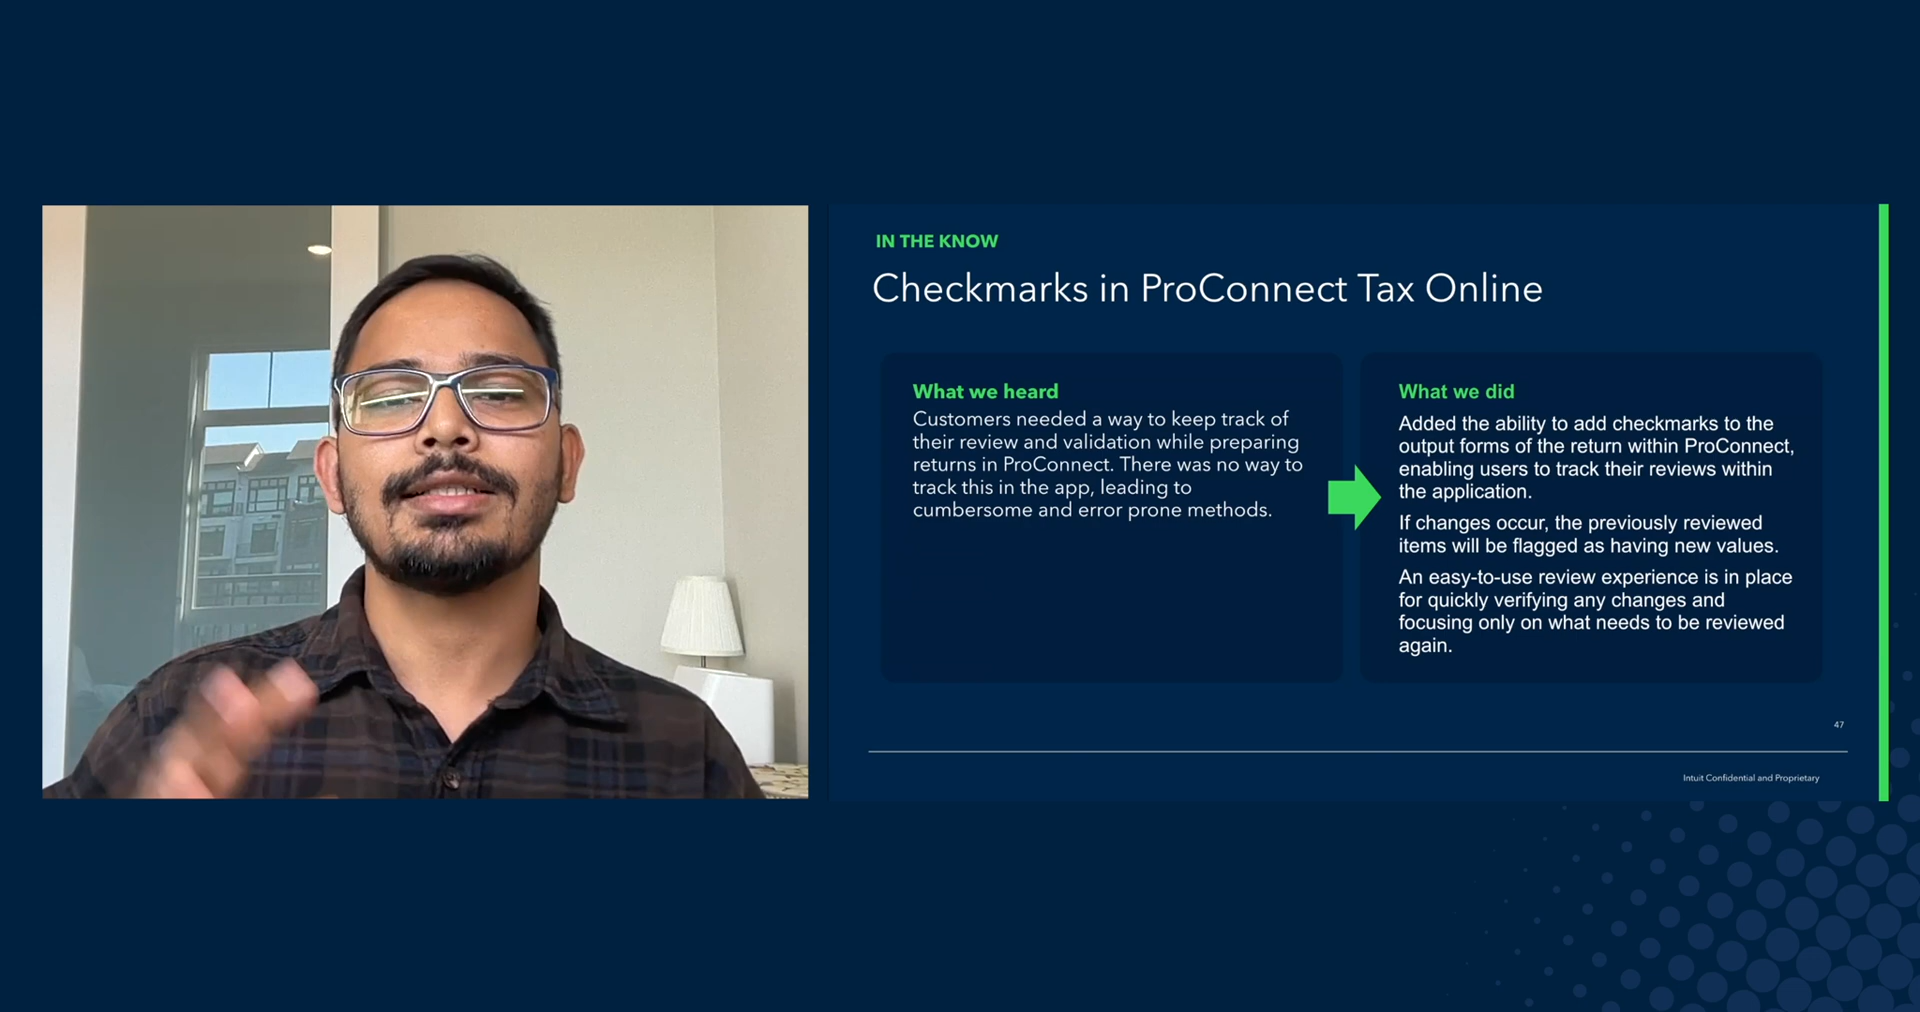 IN THE KNOW
Checkmarks in ProConnect Tax Online
What we heard
Customers needed a way to keep track of
their review and validation while preparing
returns in ProConnect. There was no way to
track this in the app, leading to
cumbersome and error prone methods.
What we did
Added the ability to add checkmarks to the
output forms of the return within ProConnect,
enabling users to track their reviews within
the application.
If changes occur, the previously reviewed
items will be flagged as having new values.
An easy-to-use review experience is in place
for quickly verifying any changes and
focusing only on what needs to be reviewed
again.
47
Intuit Confidential and Proprietary